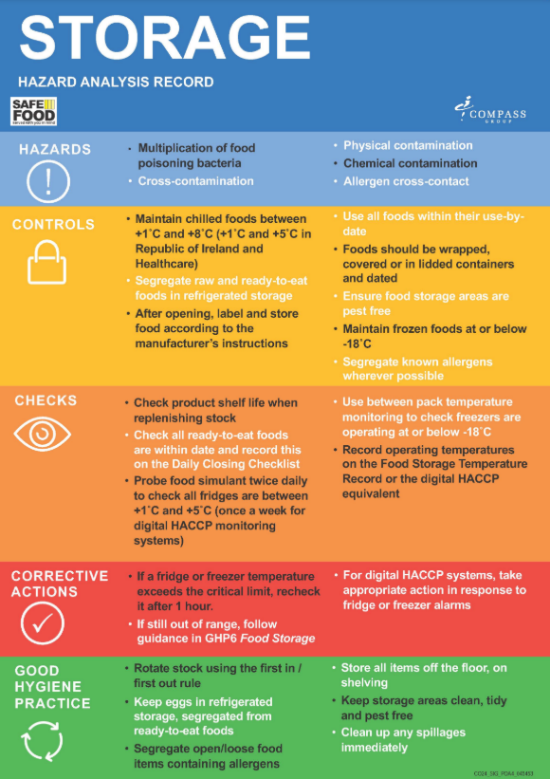 STORAGE
HAZARD ANALYSIS RECORD
SAFE
FOOD
COMPASS
GROUP
HAZARDS
• Multiplication of food
poisoning bacteria
• Cross-contamination
• Physical contamination
• Chemical contamination
• Allergen cross-contact
CONTROLS
• Maintain chilled foods between
+1˚C and +8˚C (+1˚C and +5˚C in
Republic of Ireland and
Healthcare)
• Segregate raw and ready-to-eat
foods in refrigerated storage
• After opening, label and store
food according to the
manufacturer's instructions
• Use all foods within their use-by-
date
• Foods should be wrapped,
covered or in lidded containers
and dated
• Ensure food storage areas are
pest free
• Maintain frozen foods at or below
-18˚C
• Segregate known allergens
wherever possible
CHECKS
• Check product shelf life when
replenishing stock
• Check all ready-to-eat foods
are within date and record this
on the Daily Closing Checklist
• Probe food simulant twice daily
to check all fridges are between
+1˚C and +5˚C (once a week for
digital HACCP monitoring
systems)
• Use between pack temperature
monitoring to check freezers are
operating at or below -18˚C
• Record operating temperatures
on the Food Storage Temperature
Record or the digital HACCP
equivalent
CORRECTIVE
ACTIONS
• If a fridge or freezer temperature
exceeds the critical limit, recheck
it after 1 hour.
• If still out of range, follow
guidance in GHP6 Food Storage
• For digital HACCP systems, take
appropriate action in response to
fridge or freezer alarms
GOOD
HYGIENE
PRACTICE
• Rotate stock using the first in /
first out rule
• Keep eggs in refrigerated
storage, segregated from
ready-to-eat foods
• Segregate open/loose food
items containing allergens
• Store all items off the floor, on
shelving
• Keep storage areas clean, tidy
and pest free
• Clean up any spillages
immediately